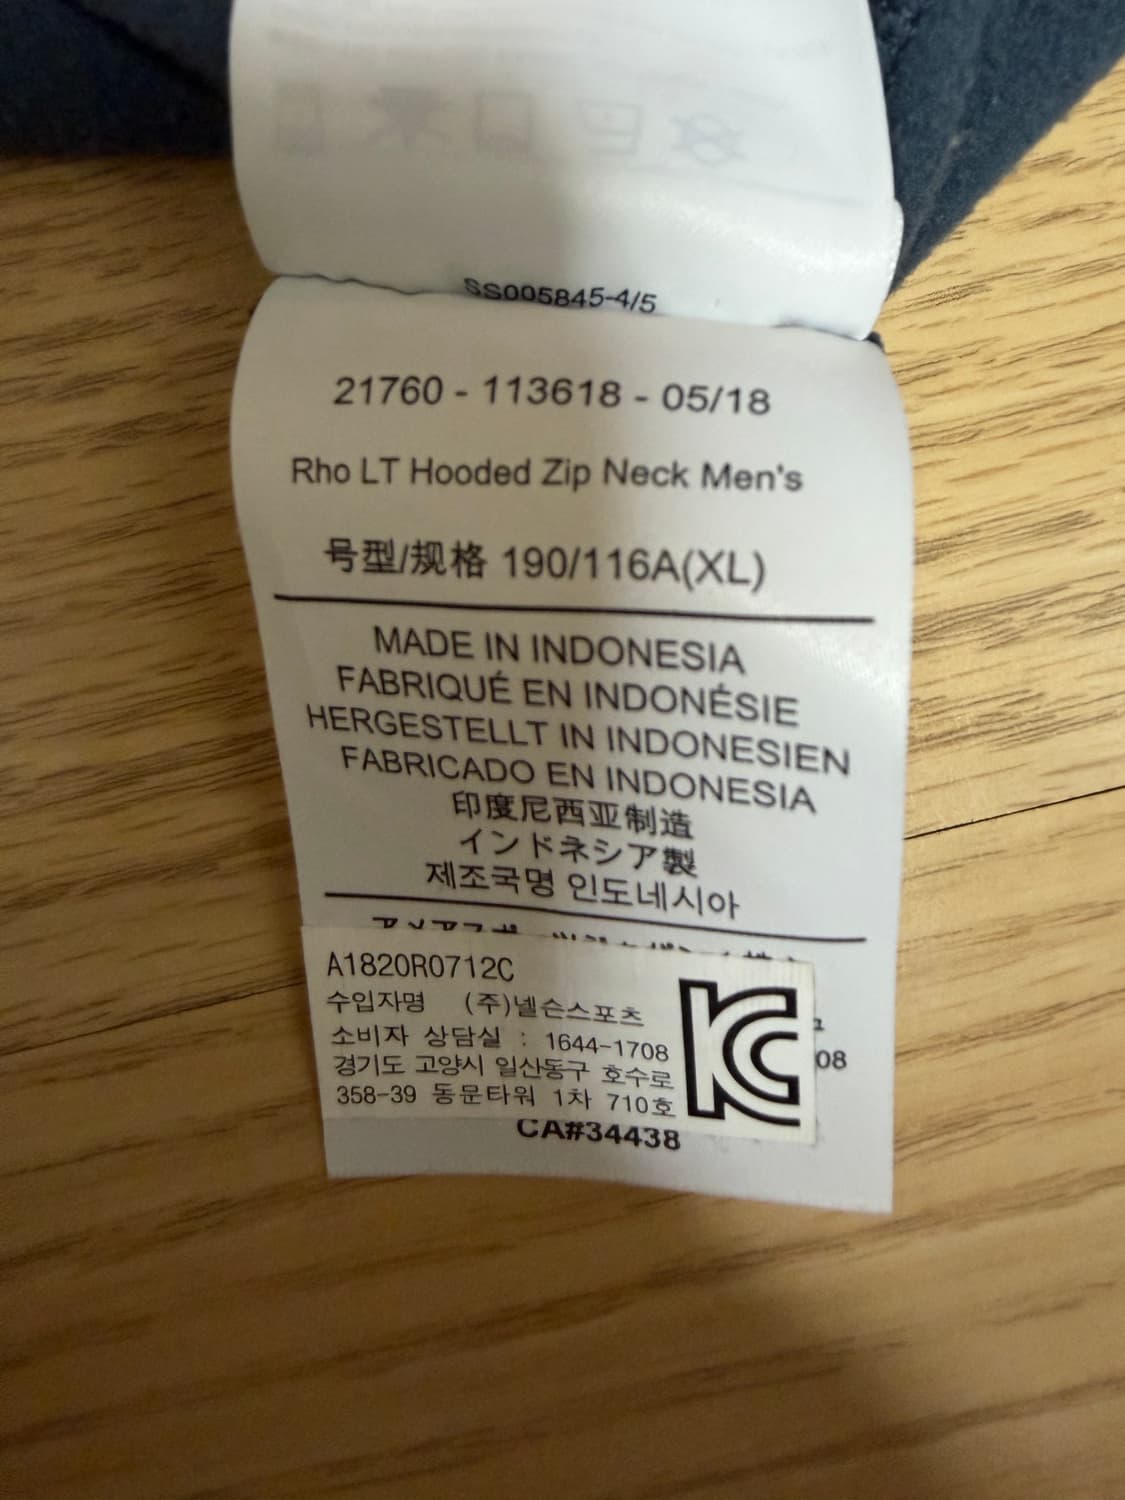 SS005845-4/5
21760 - 113618 - 05/18
Rho LT Hooded Zip Neck Men's
号型/规格 190/116A(XL)
MADE IN INDONESIA
FABRIQUÉ EN INDONÉSIE
HERGESTELLT IN INDONESIEN
FABRICADO EN INDONESIA
印度尼西亚制造
インドネシア製
제조국명 인도네시아
A1820R0712C
수입자명 (주)넬슨스포츠
소비자 상담실 : 1644-1708
경기도 고양시 일산동구 호수로
358-39 동문타워 1차 710호
KC
08
CA#34438